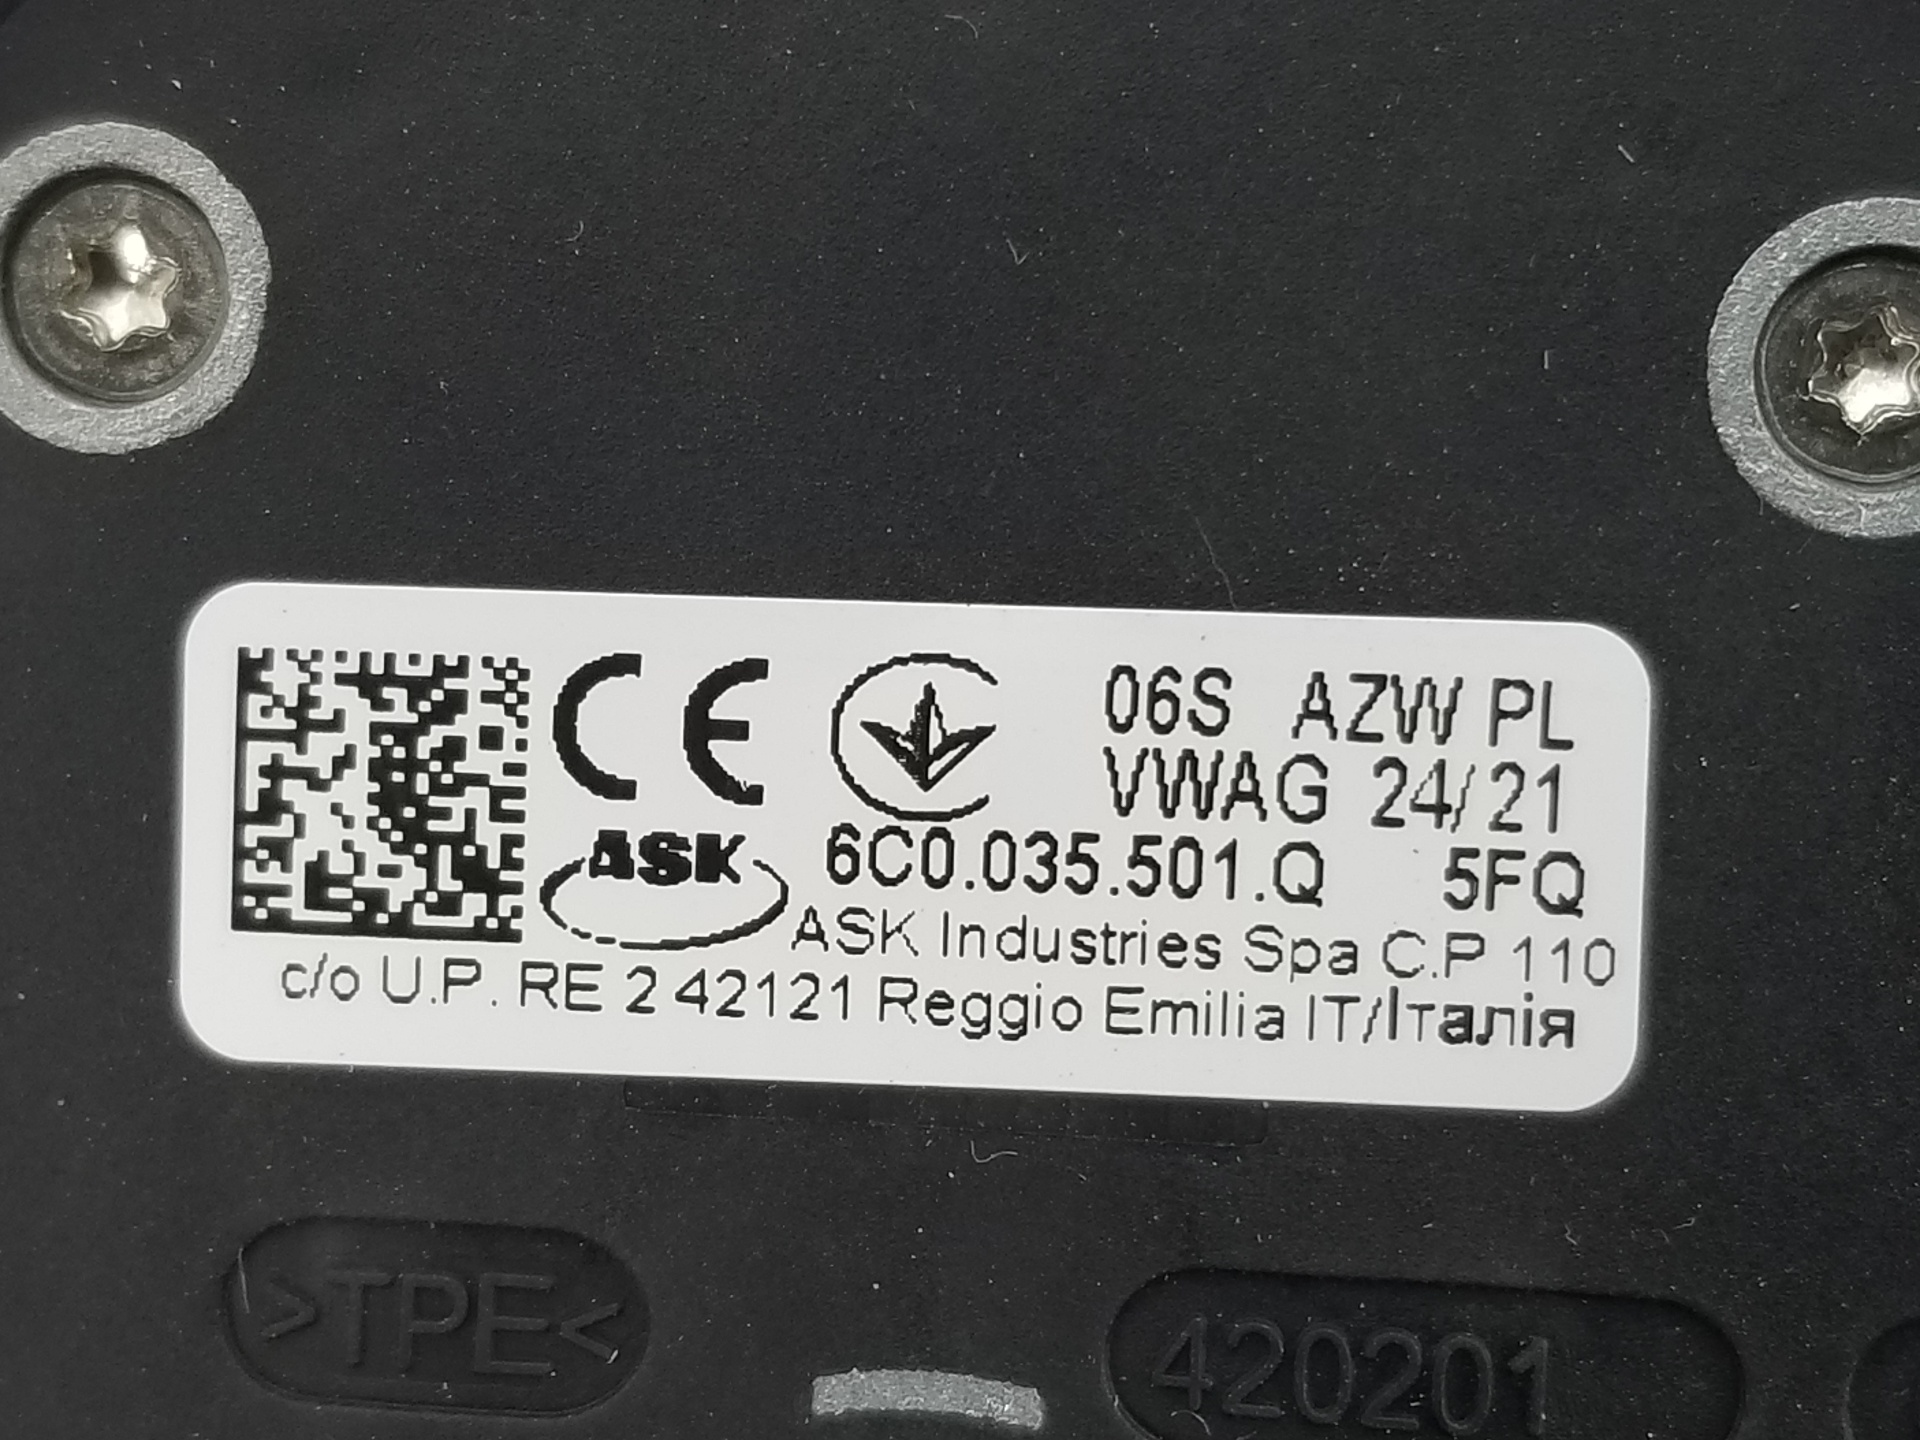 CE 06S AZW PL
VWAG 24/21
ASK 6C0.035.501.Q 5FQ
ASK Industries Spa C.P 110
c/o U.P. RE 2 42121 Reggio Emilia IT/Італія
>TPE<
420201